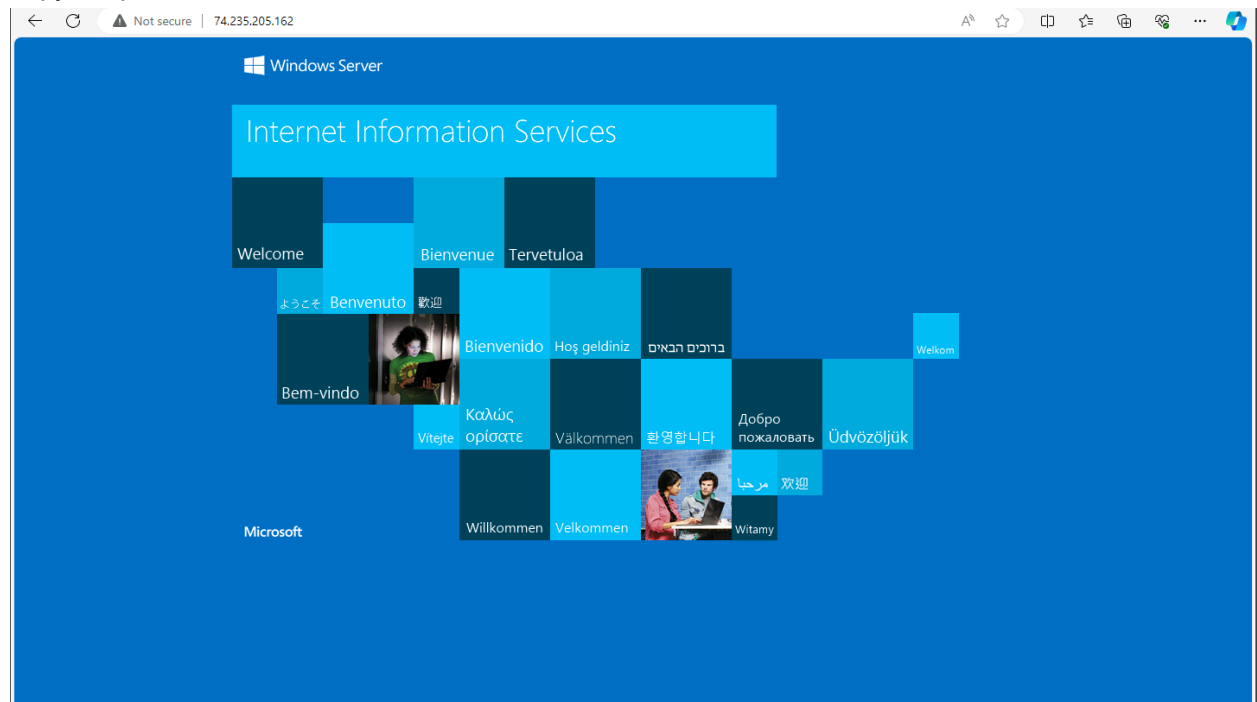 Not secure
74.235.205.162
Windows Server
Internet Information Services
Welcome
Bienvenue
Tervetuloa
ようこそ
Benvenuto
歡迎
Bienvenido
Hoş geldiniz
ברוכים הבאים
Welkom
Bem-vindo
Vítejte
Καλώς
ορίσατε
Välkommen
환영합니다
Добро
пожаловать
Üdvözöljük
مرحبا
欢迎
Microsoft
Willkommen
Velkommen
Witamy